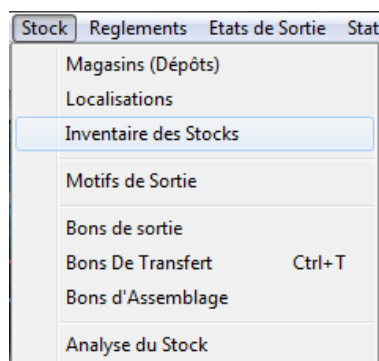 Stock Reglements Etats de Sortie Stat
Magasins (Dépôts)
Localisations
Inventaire des Stocks
Motifs de Sortie
Bons de sortie
Bons De Transfert Ctrl+T
Bons d'Assemblage
Analyse du Stock